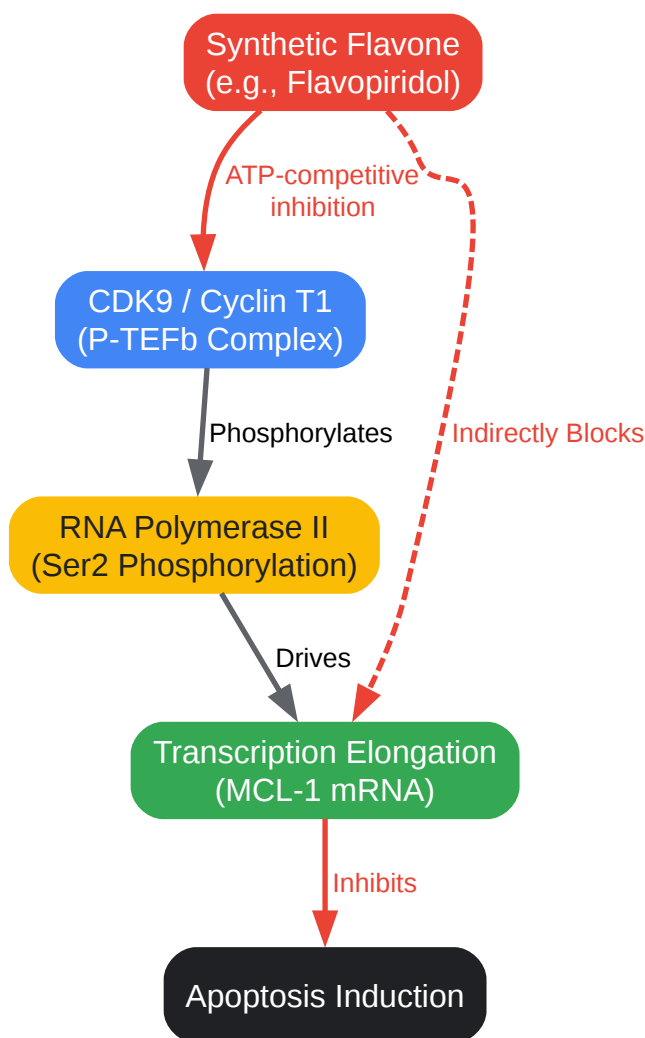 Synthetic Flavone
(e.g., Flavopiridol)
ATP-competitive
inhibition
CDK9 / Cyclin T1
(P-TEFb Complex)
Phosphorylates
Indirectly Blocks
RNA Polymerase II
(Ser2 Phosphorylation)
Drives
Transcription Elongation
(MCL-1 mRNA)
Inhibits
Apoptosis Induction